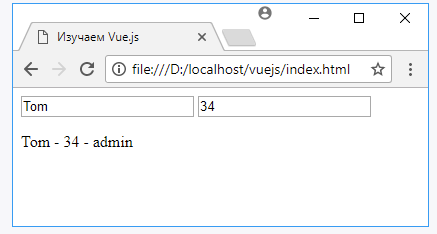 Изучаем Vue.js
file:///D:/localhost/vuejs/index.html
Tom 34
Tom - 34 - admin